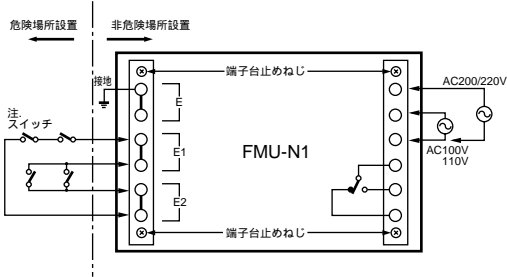 危険場所設置
非危険場所設置
端子台止めねじ
接地
E
AC200/220V
注.
スイッチ
E1
FMU-N1
AC100V
110V
E2
端子台止めねじ